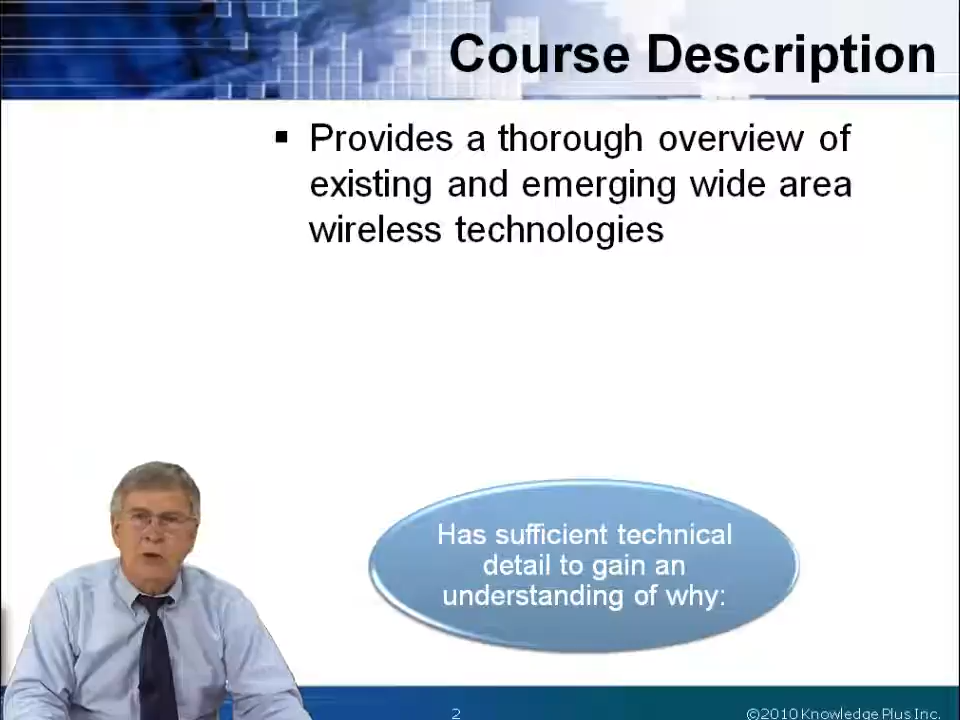 Course Description
▪ Provides a thorough overview of
existing and emerging wide area
wireless technologies
Has sufficient technical
detail to gain an
understanding of why:
2
©2010 Knowledge Plus Inc.